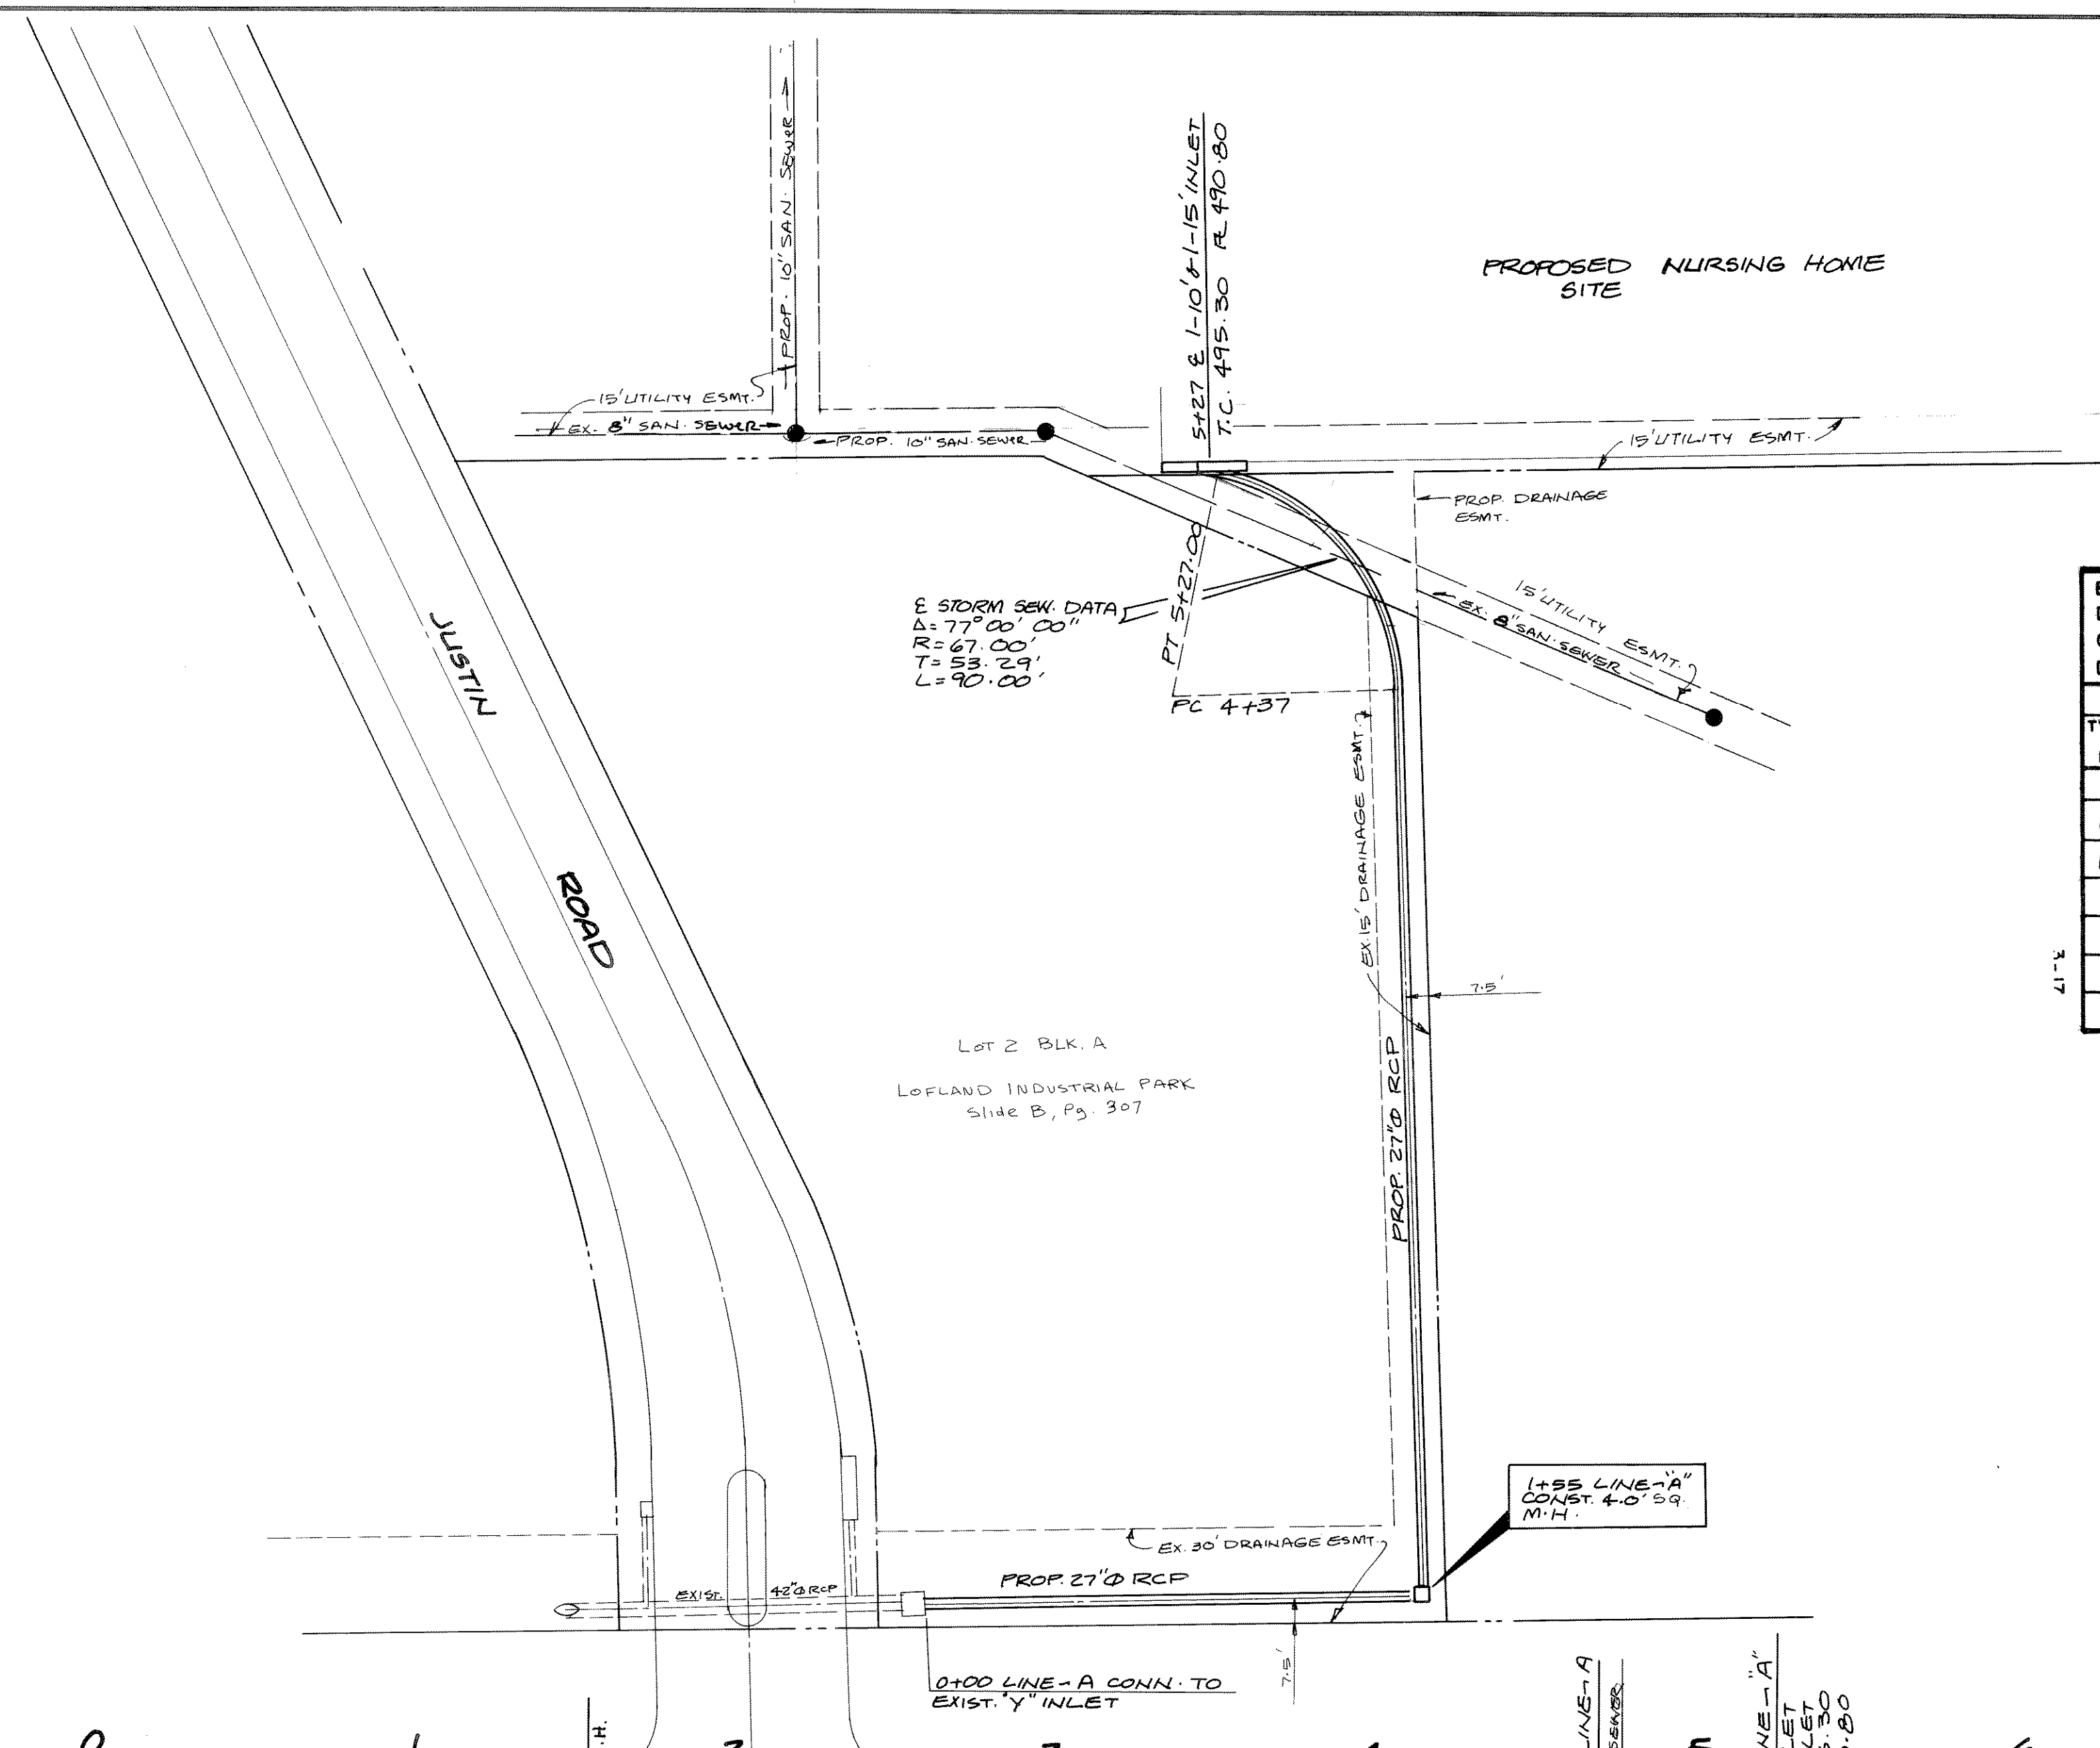 PROP. 10" SAN. SEWER
5+27 ℄ 1-10' & 1-15' INLET
T.C. 495.30 ℞ 490.80
PROPOSED NURSING HOME
SITE
15' UTILITY ESMT.
EX. 8" SAN. SEWER
PROP. 10" SAN. SEWER
15' UTILITY ESMT.
PROP. DRAINAGE
ESMT.
PT 5+27.00
℄ STORM SEW. DATA
Δ= 77° 00' 00"
R= 67.00'
T= 53.29'
L= 90.00'
PC 4+37
15' UTILITY ESMT.
EX. 8" SAN. SEWER
JUSTIN
ROAD
EX. 15' DRAINAGE ESMT.
7.5'
3-17
LOT 2 BLK. A
LOFLAND INDUSTRIAL PARK
Slide B, Pg. 307
PROP. 27"Φ RCP
1+55 LINE-"A"
CONST. 4.0' SQ.
M.H.
EX. 30' DRAINAGE ESMT.
PROP. 27"Φ RCP
EXIST. 42"Φ RCP
7.5'
0+00 LINE-A CONN. TO
EXIST. "Y" INLET
LINE-A
SEWER